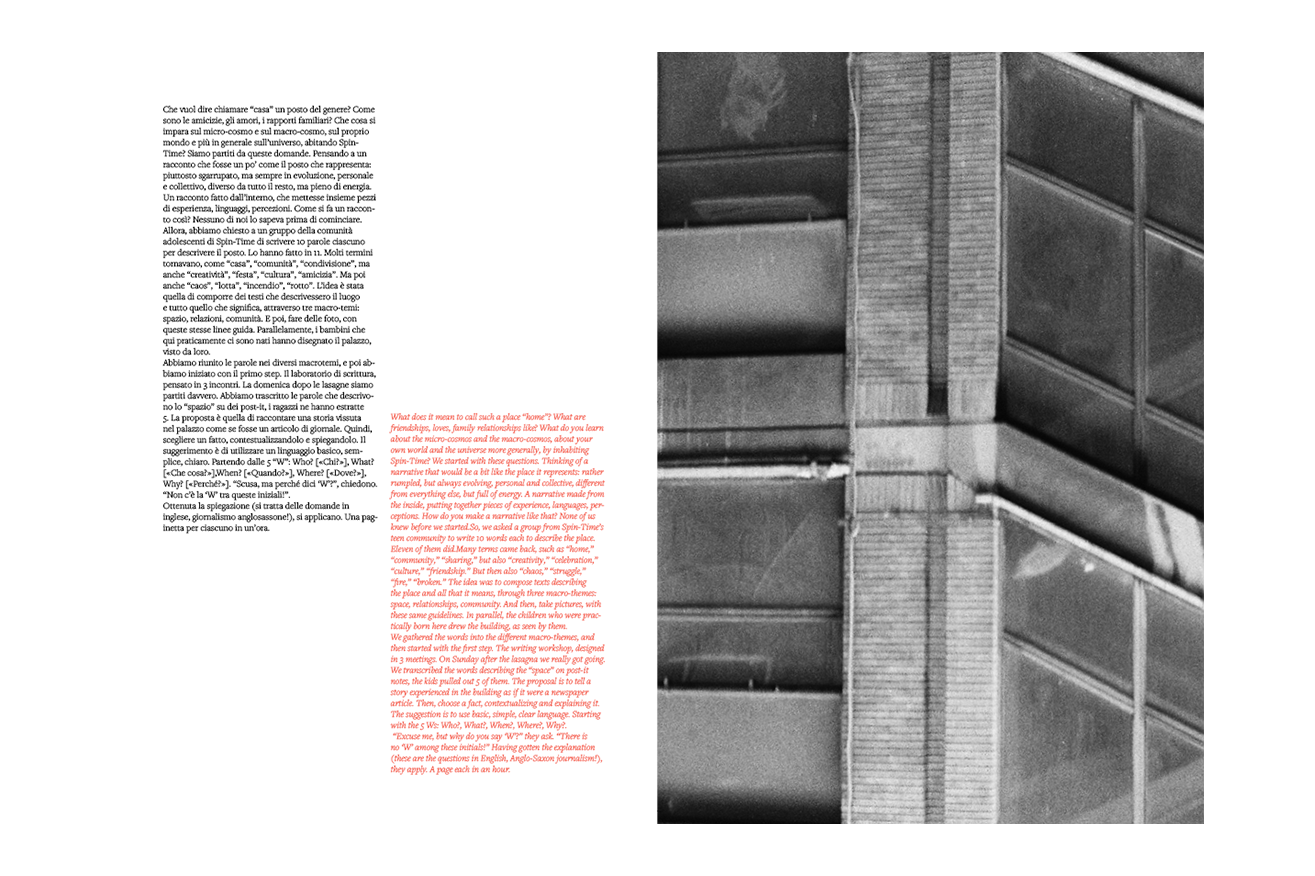 Che vuol dire chiamare “casa” un posto del genere? Come
sono le amicizie, gli amori, i rapporti familiari? Che cosa si
impara sul micro-cosmo e sul macro-cosmo, sul proprio
mondo e più in generale sull’universo, abitando Spin-
Time? Siamo partiti da queste domande. Pensando a un
racconto che fosse un po’ come il posto che rappresenta:
piuttosto sgarrupato, ma sempre in evoluzione, personale
e collettivo, diverso da tutto il resto, ma pieno di energia.
Un racconto fatto dall’interno, che mettesse insieme pezzi
di esperienza, linguaggi, percezioni. Come si fa un raccon-
to così? Nessuno di noi lo sapeva prima di cominciare.
Allora, abbiamo chiesto a un gruppo della comunità
adolescenti di Spin-Time di scrivere 10 parole ciascuno
per descrivere il posto. Lo hanno fatto in 11. Molti termini
tornavano, come “casa”, “comunità”, “condivisione”, ma
anche “creatività”, “festa”, “cultura”, “amicizia”. Ma poi
anche “caos”, “lotta”, “incendio”, “rotto”. L’idea è stata
quella di comporre dei testi che descrivessero il luogo
e tutto quello che significa, attraverso tre macro-temi:
spazio, relazioni, comunità. E poi, fare delle foto, con
queste stesse linee guida. Parallelamente, i bambini che
qui praticamente ci sono nati hanno disegnato il palazzo,
visto da loro.
Abbiamo riunito le parole nei diversi macrotemi, e poi ab-
biamo iniziato con il primo step. Il laboratorio di scrittura,
pensato in 3 incontri. La domenica dopo le lasagne siamo
partiti davvero. Abbiamo trascritto le parole che descrivo-
no lo “spazio” su dei post-it, i ragazzi ne hanno estratte
5. La proposta è quella di raccontare una storia vissuta
nel palazzo come se fosse un articolo di giornale. Quindi,
scegliere un fatto, contestualizzandolo e spiegandolo. Il
suggerimento è di utilizzare un linguaggio basico, sem-
plice, chiaro. Partendo dalle 5 “W”: Who? [«Chi?»], What?
[«Che cosa?»],When? [«Quando?»], Where? [«Dove?»],
Why? [«Perché?»]. “Scusa, ma perché dici ‘W’?”, chiedono.
“Non c’è la ‘W’ tra queste iniziali!”.
Ottenuta la spiegazione (si tratta delle domande in
inglese, giornalismo anglosassone!), si applicano. Una pag-
inetta per ciascuno in un’ora.
What does it mean to call such a place “home”? What are
friendships, loves, family relationships like? What do you learn
about the micro-cosmos and the macro-cosmos, about your
own world and the universe more generally, by inhabiting
Spin-Time? We started with these questions. Thinking of a
narrative that would be a bit like the place it represents: rather
rumpled, but always evolving, personal and collective, different
from everything else, but full of energy. A narrative made from
the inside, putting together pieces of experience, languages, per-
ceptions. How do you make a narrative like that? None of us
knew before we started.So, we asked a group from Spin-Time’s
teen community to write 10 words each to describe the place.
Eleven of them did.Many terms came back, such as “home,”
“community,” “sharing,” but also “creativity,” “celebration,”
“culture,” “friendship.” But then also “chaos,” “struggle,”
“fire,” “broken.” The idea was to compose texts describing
the place and all that it means, through three macro-themes:
space, relationships, community. And then, take pictures, with
these same guidelines. In parallel, the children who were prac-
tically born here drew the building, as seen by them.
We gathered the words into the different macro-themes, and
then started with the first step. The writing workshop, designed
in 3 meetings. On Sunday after the lasagna we really got going.
We transcribed the words describing the “space” on post-it
notes, the kids pulled out 5 of them. The proposal is to tell a
story experienced in the building as if it were a newspaper
article. Then, choose a fact, contextualizing and explaining it.
The suggestion is to use basic, simple, clear language. Starting
with the 5 Ws: Who?, What?, When?, Where?, Why?.
“Excuse me, but why do you say ‘W’?” they ask. “There is
no ‘W’ among these initials!” Having gotten the explanation
(these are the questions in English, Anglo-Saxon journalism!),
they apply. A page each in an hour.